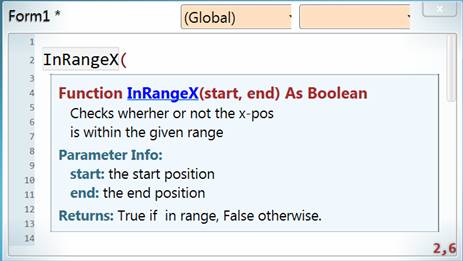 Form1 *
(Global)
x
1
2 InRangeX(
3
4 Function InRangeX(start, end) As Boolean
5 Checks wherher or not the x-pos
6 is within the given range
7
8 Parameter Info:
9 start: the start position
10 end: the end position
11
12 Returns: True if in range, False otherwise.
13
14
2,6